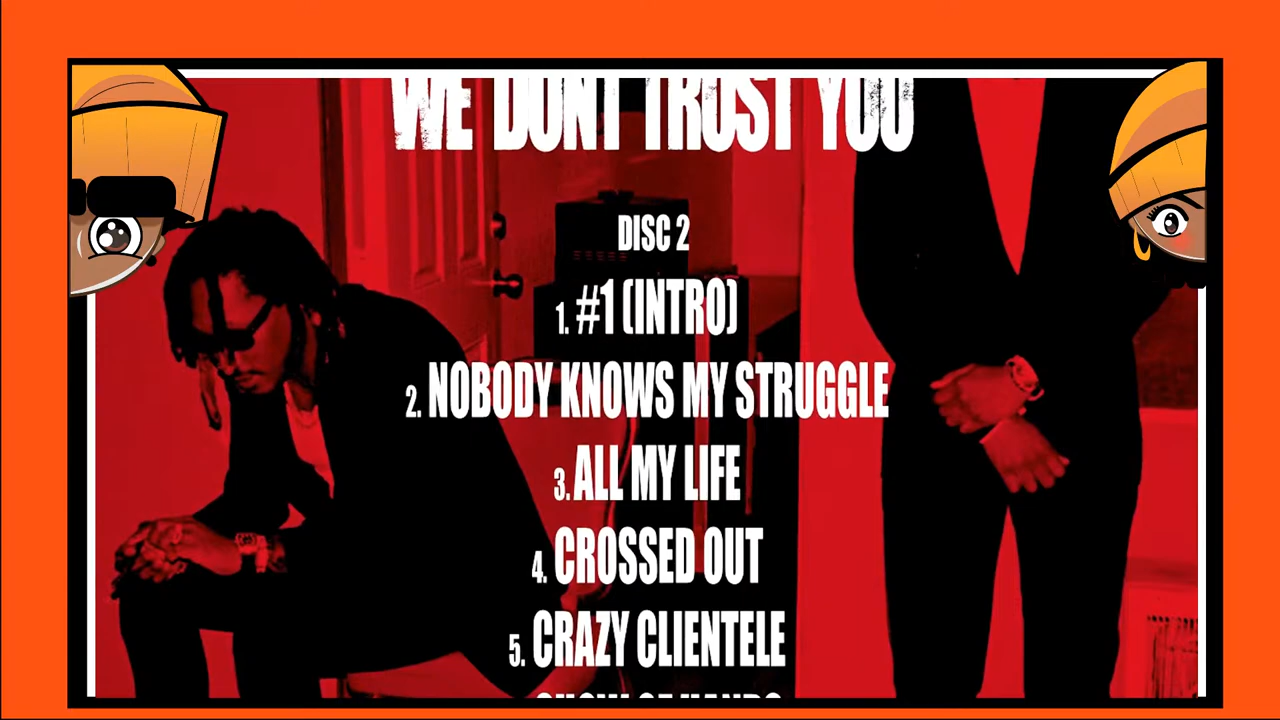 WE DONT TRUST YOU
DISC 2
1. #1 (INTRO)
2. NOBODY KNOWS MY STRUGGLE
3. ALL MY LIFE
4. CROSSED OUT
5. CRAZY CLIENTELE